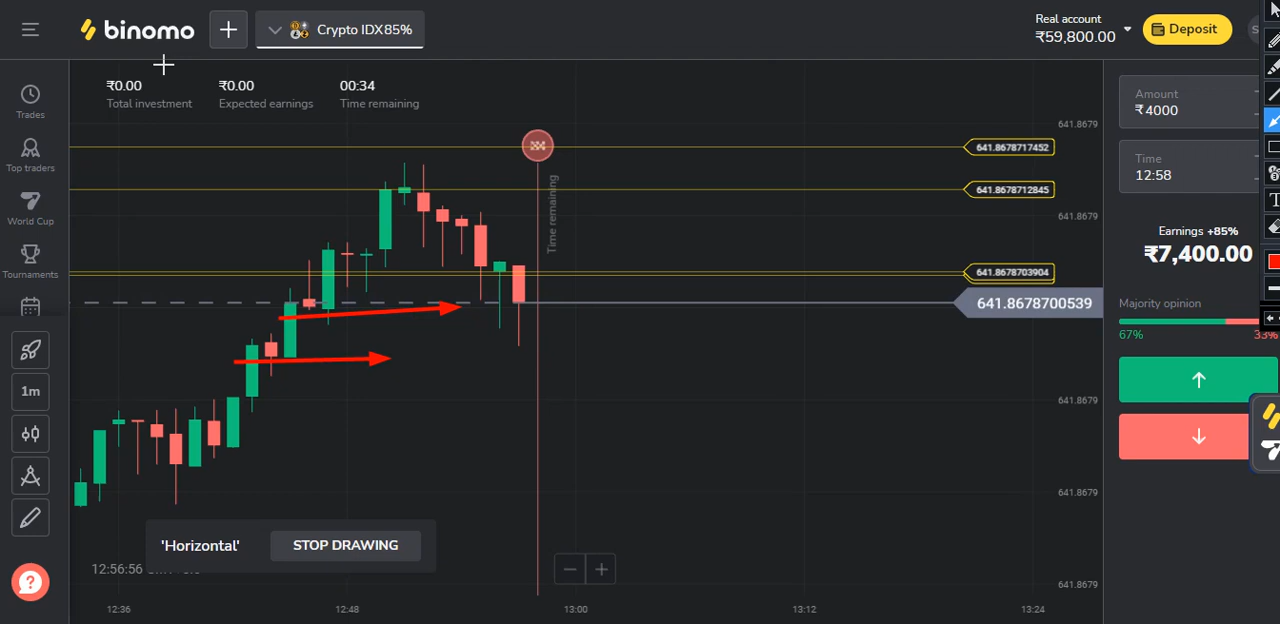 binomo
+
Crypto IDX 85%
Real account
₹59,800.00
Deposit
Trades
Top traders
World Cup
Tournaments
1m
₹0.00
Total investment
₹0.00
Expected earnings
00:34
Time remaining
Time remaining
641.8679
641.8678717452
641.8678712845
641.8679
641.8678703904
641.8678700539
641.8679
641.8679
641.8679
'Horizontal'
STOP DRAWING
12:56:56
12:36
12:48
13:00
13:12
13:24
Amount
₹4000
Time
12:58
Earnings +85%
₹7,400.00
Majority opinion
67%
33%